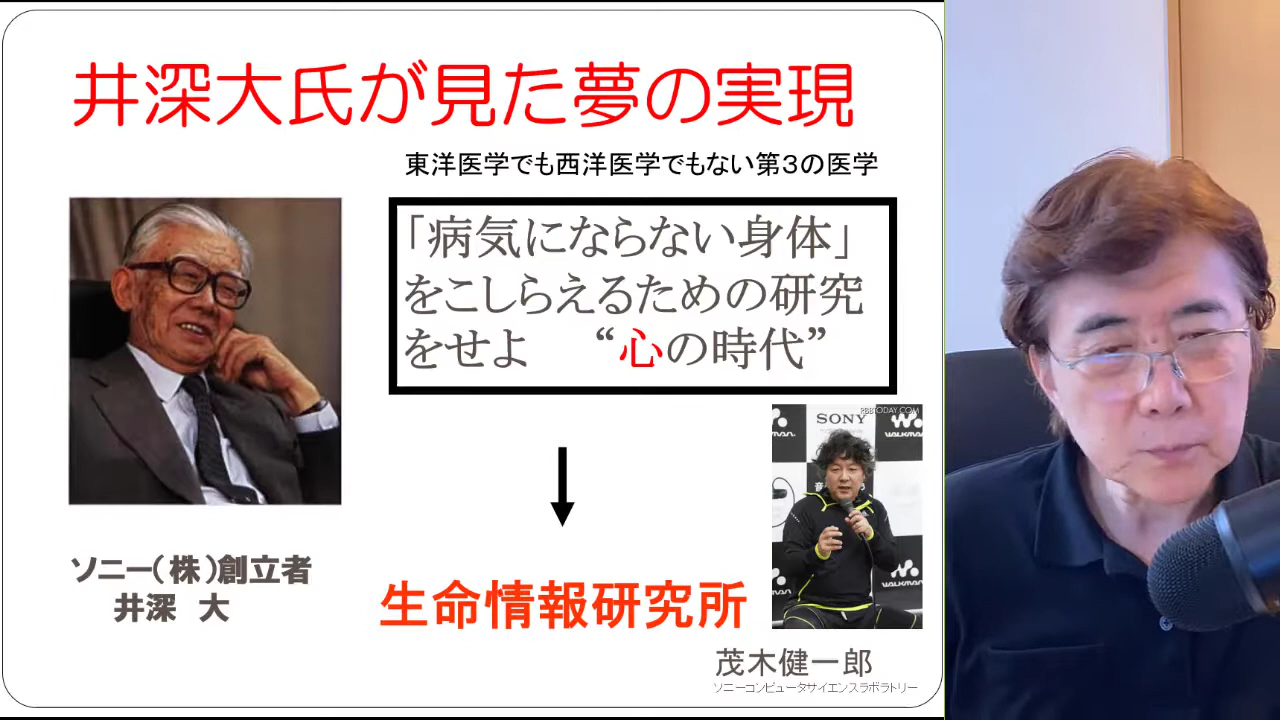 井深大氏が見た夢の実現
東洋医学でも西洋医学でもない第3の医学
「病気にならない身体」
をこしらえるための研究
をせよ “心の時代”
RBBTODAY.COM
SONY
WALKMAN
WALKMAN.
ソニー(株)創立者
井深 大
生命情報研究所
茂木健一郎
ソニーコンピュータサイエンスラボラトリー